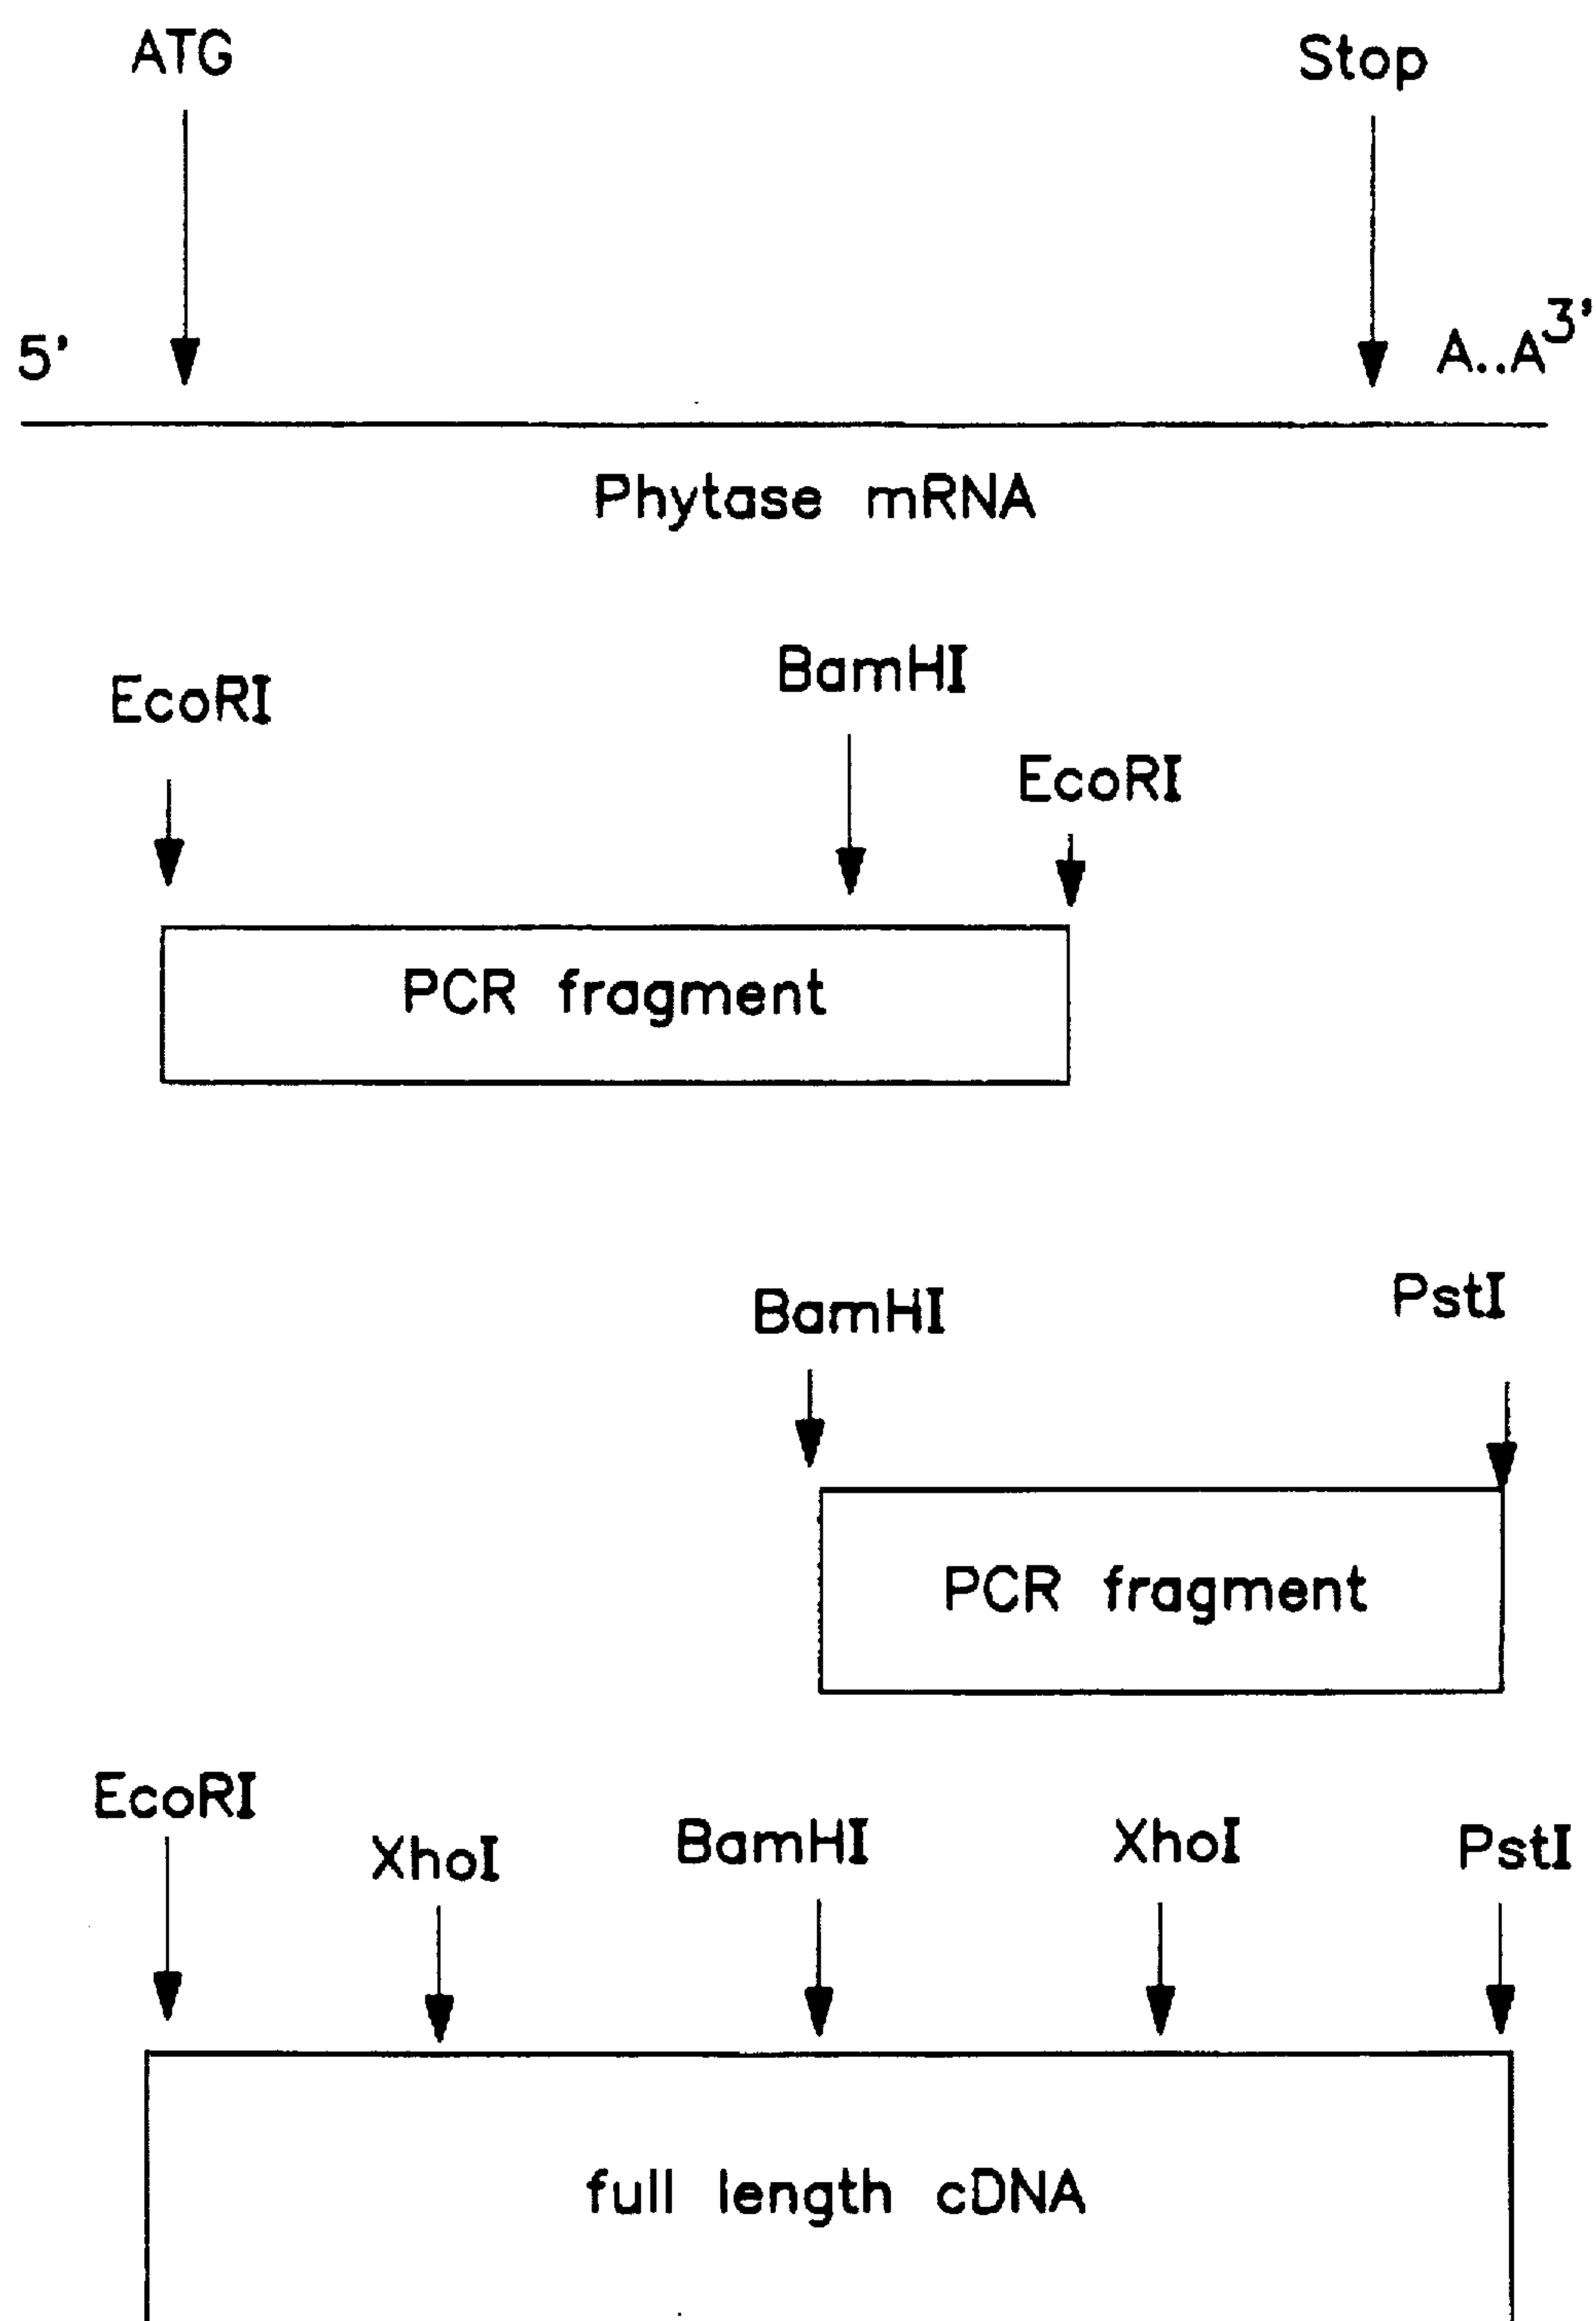 ATG
Stop
5'
A..A3'
Phytase mRNA
EcoRI
BamHI
EcoRI
PCR fragment
BamHI
PstI
PCR fragment
EcoRI
XhoI
BamHI
XhoI
PstI
full length cDNA